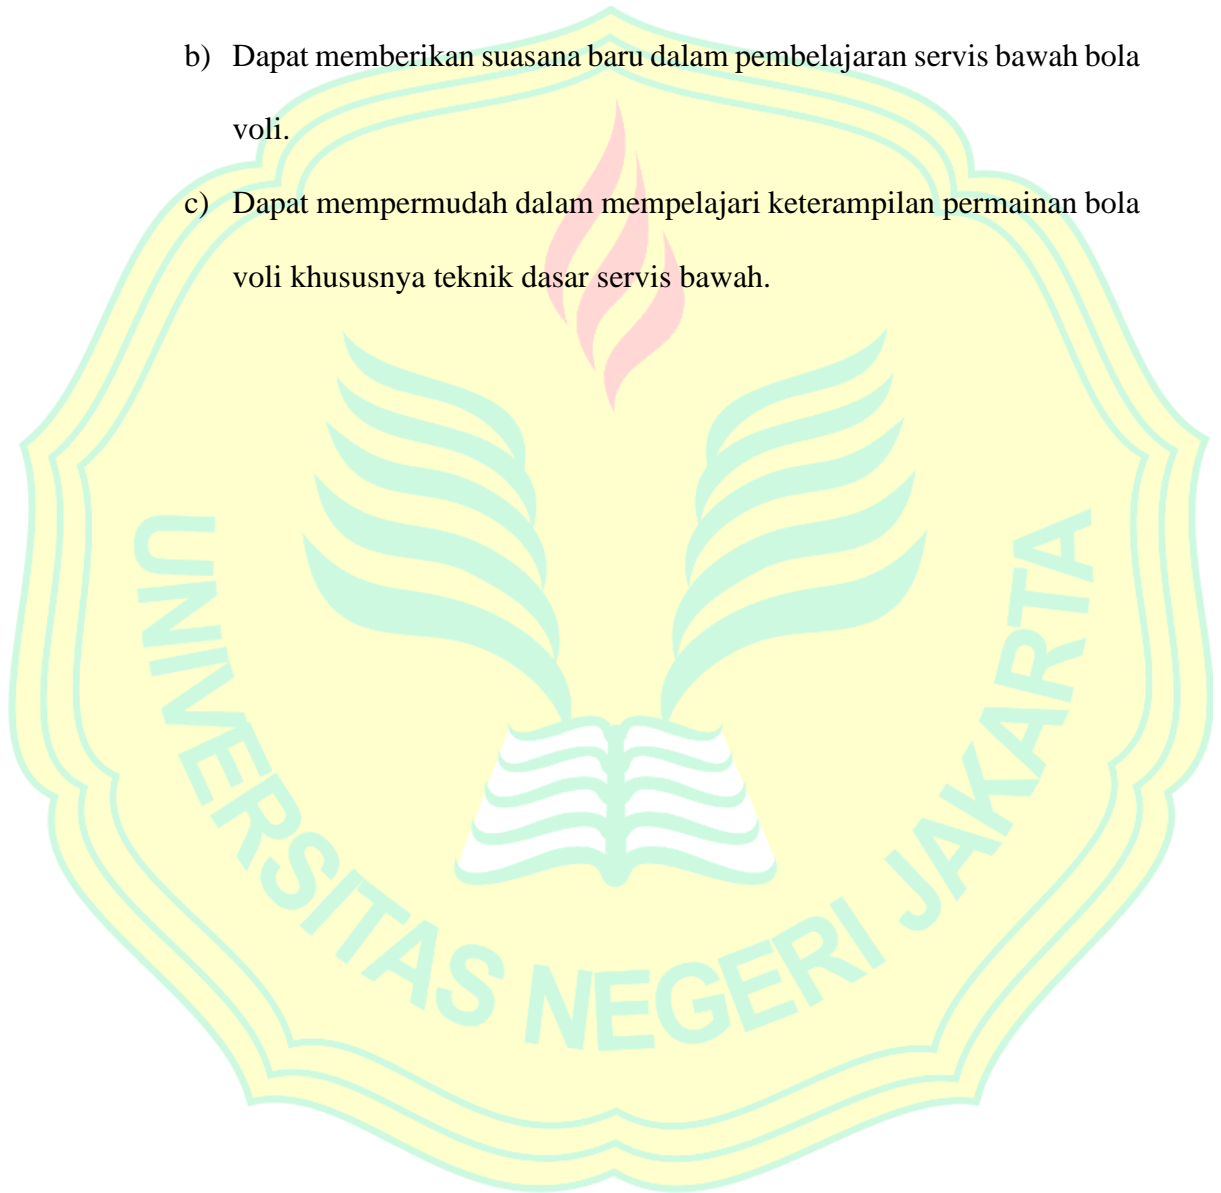 b) Dapat memberikan suasana baru dalam pembelajaran servis bawah bola
voli.
c) Dapat mempermudah dalam mempelajari keterampilan permainan bola
voli khususnya teknik dasar servis bawah.
UNIVERSITAS NEGERI JAKARTA